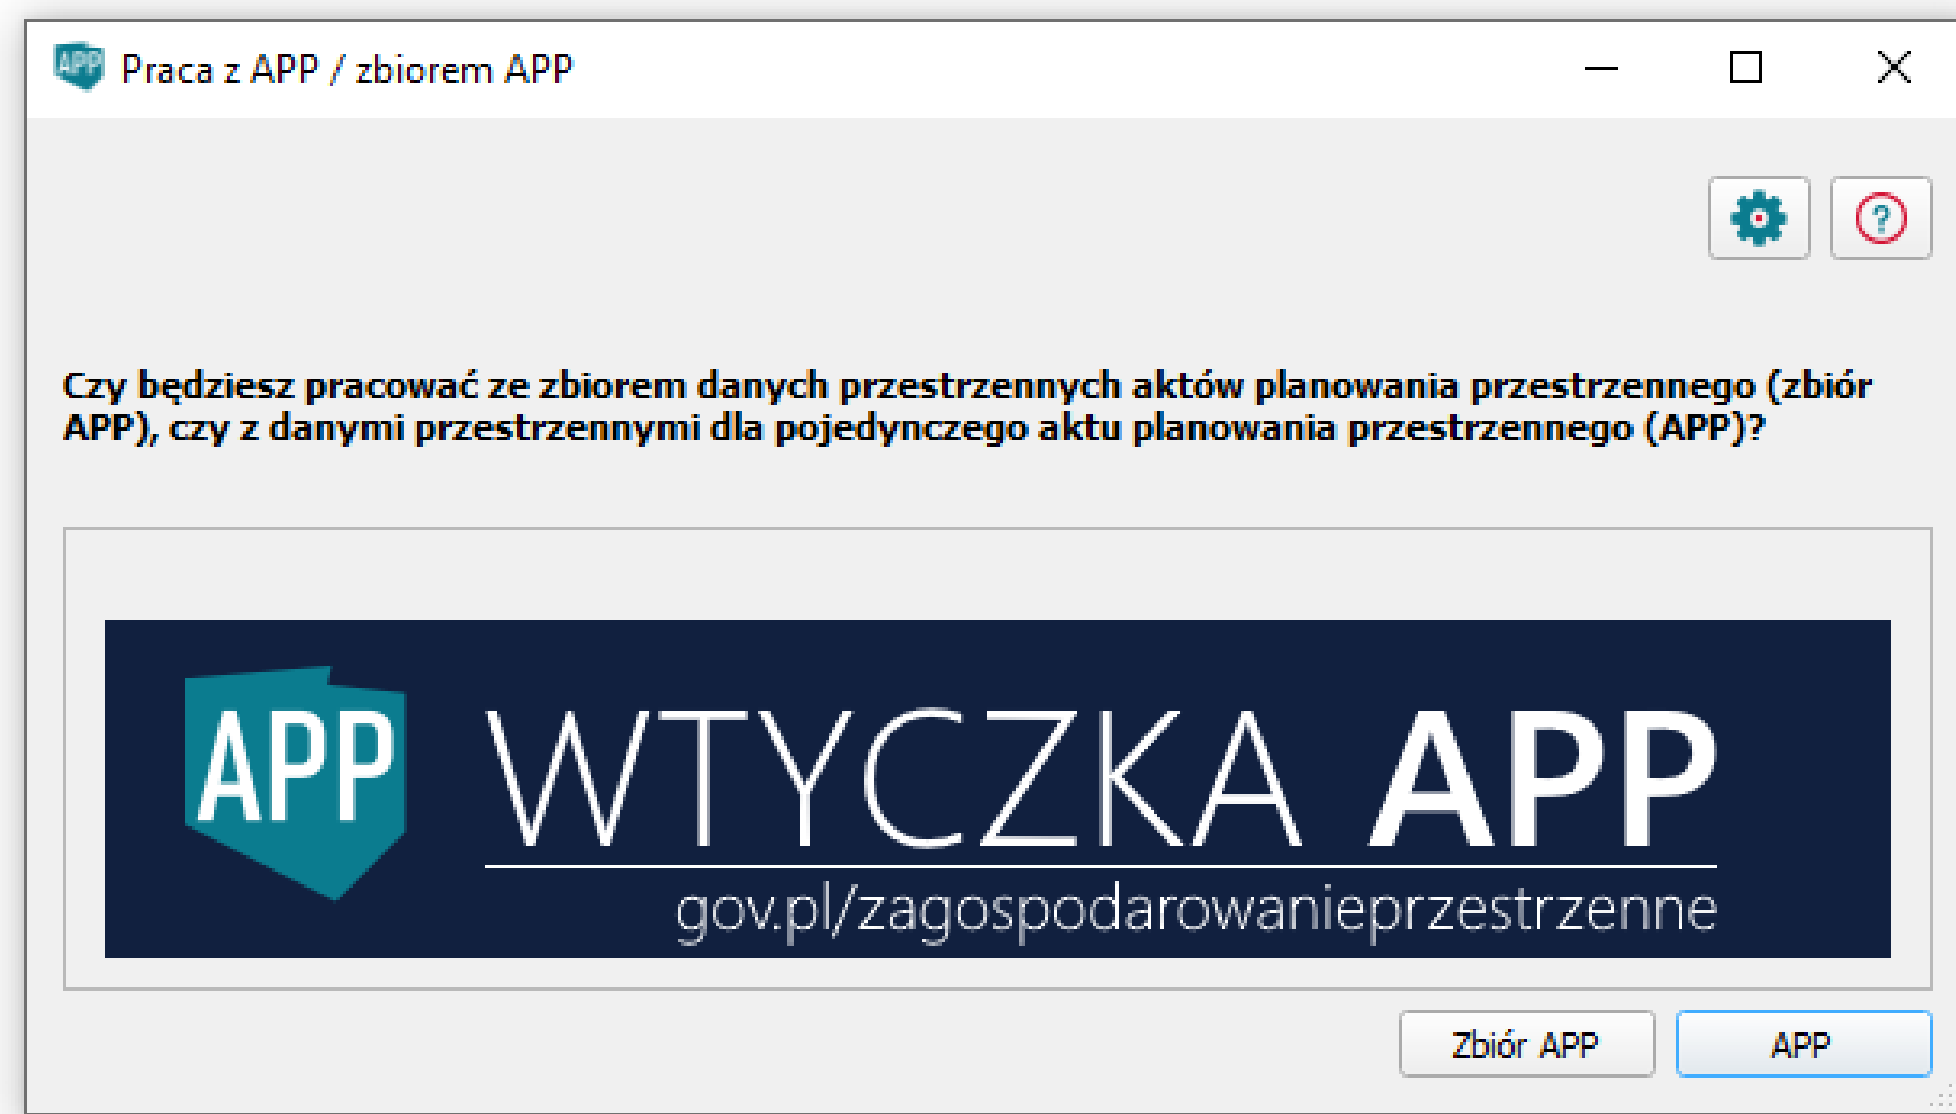 APP Praca z APP / zbiorem APP
?
Czy będziesz pracować ze zbiorem danych przestrzennych aktów planowania przestrzennego (zbiór
APP), czy z danymi przestrzennymi dla pojedynczego aktu planowania przestrzennego (APP)?
APP WTYCZKA APP
gov.pl/zagospodarowanieprzestrzenne
Zbiór APP APP